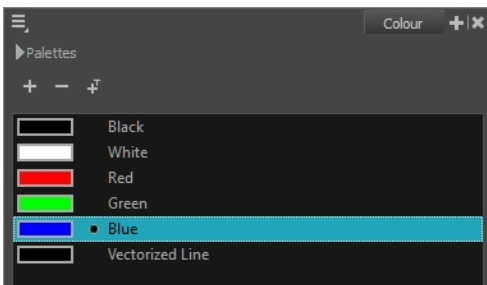 Colour
Palettes
Black
White
Red
Green
Blue
Vectorized Line